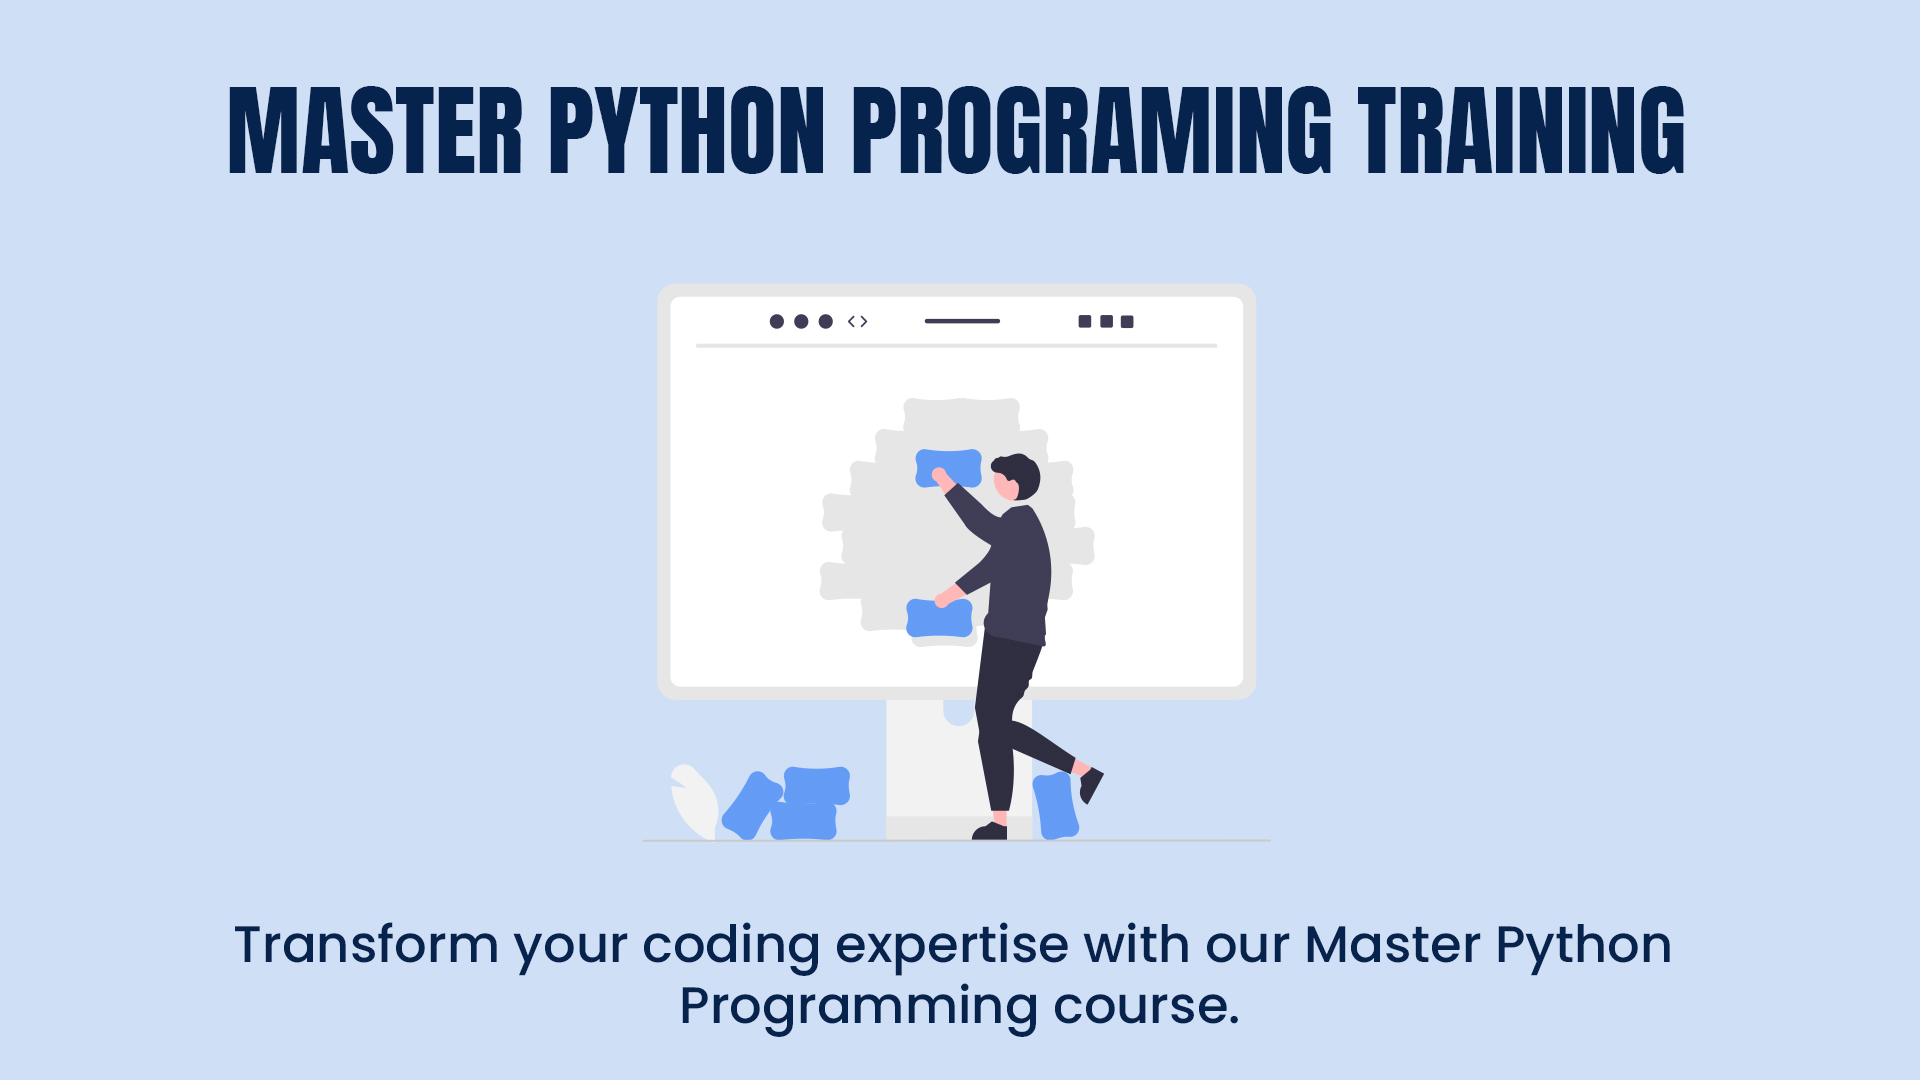 MASTER PYTHON PROGRAMING TRAINING
Transform your coding expertise with our Master Python
Programming course.